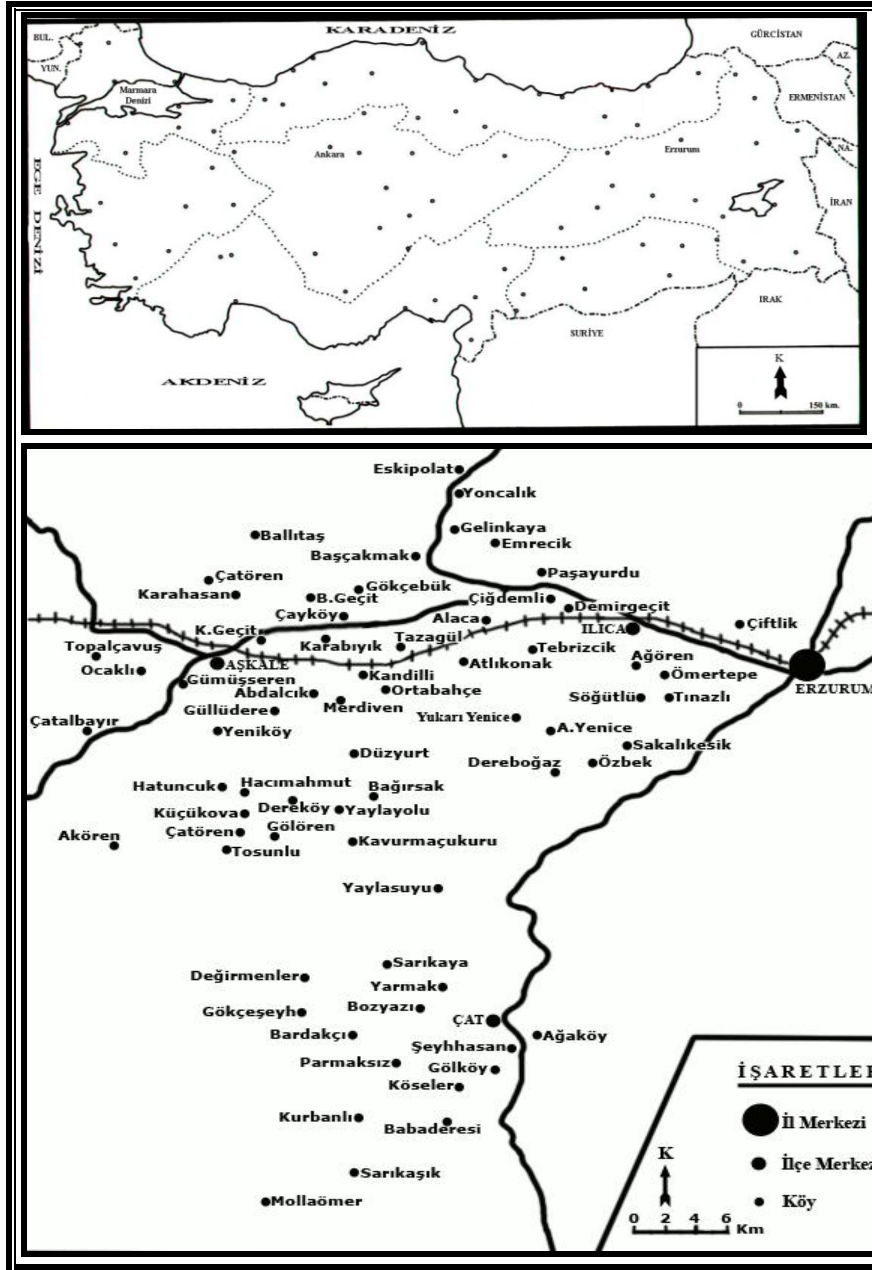 KARADENİZ
BUL.
YUN.
GÜRCİSTAN
AZ.
Marmara
Denizi
ERMENİSTAN
Ankara
Erzurum
NA.
EGE DENİZİ
İRAN
IRAK
SURİYE
AKDENİZ
K
0 150 km.
Eskipolat
Yoncalık
Gelinkaya
Emrecik
Ballıtaş
Başçakmak
Paşayurdu
Çatören
Gökçebük
Karahasan
B.Geçit
Çiğdemli
Demirgeçit
Çayköy
Alaca
Çiftlik
K.Geçit
ILICA
Karabıyık
Tazagül
Tebrizcik
Topalçavuş
AŞKALE
Atlıkonak
Ağören
Ocaklı
Kandilli
Ömertepe
Gümüşseren
Abdalcık
Ortabahçe
ERZURUM
Söğütlü
Tınazlı
Güllüdere
Merdiven
Yukarı Yenice
Çatalbayır
Yeniköy
A.Yenice
Sakalıkesik
Düzyurt
Dereboğaz
Özbek
Hatuncuk
Hacımahmut
Bağırsak
Dereköy
Yaylayolu
Küçükova
Çatören
Gölören
Akören
Kavurmaçukuru
Tosunlu
Yaylasuyu
Sarıkaya
Değirmenler
Yarmak
Gökçeşeyh
Bozyazı
ÇAT
Bardakçı
Ağaköy
Şeyhhasan
Parmaksız
Gölköy
İŞARETLER
Köseler
Kurbanlı
Babaderesi
İl Merkezi
K
İlçe Merkez
Sarıkaşık
Mollaömer
Köy
0 2 4 6
Km